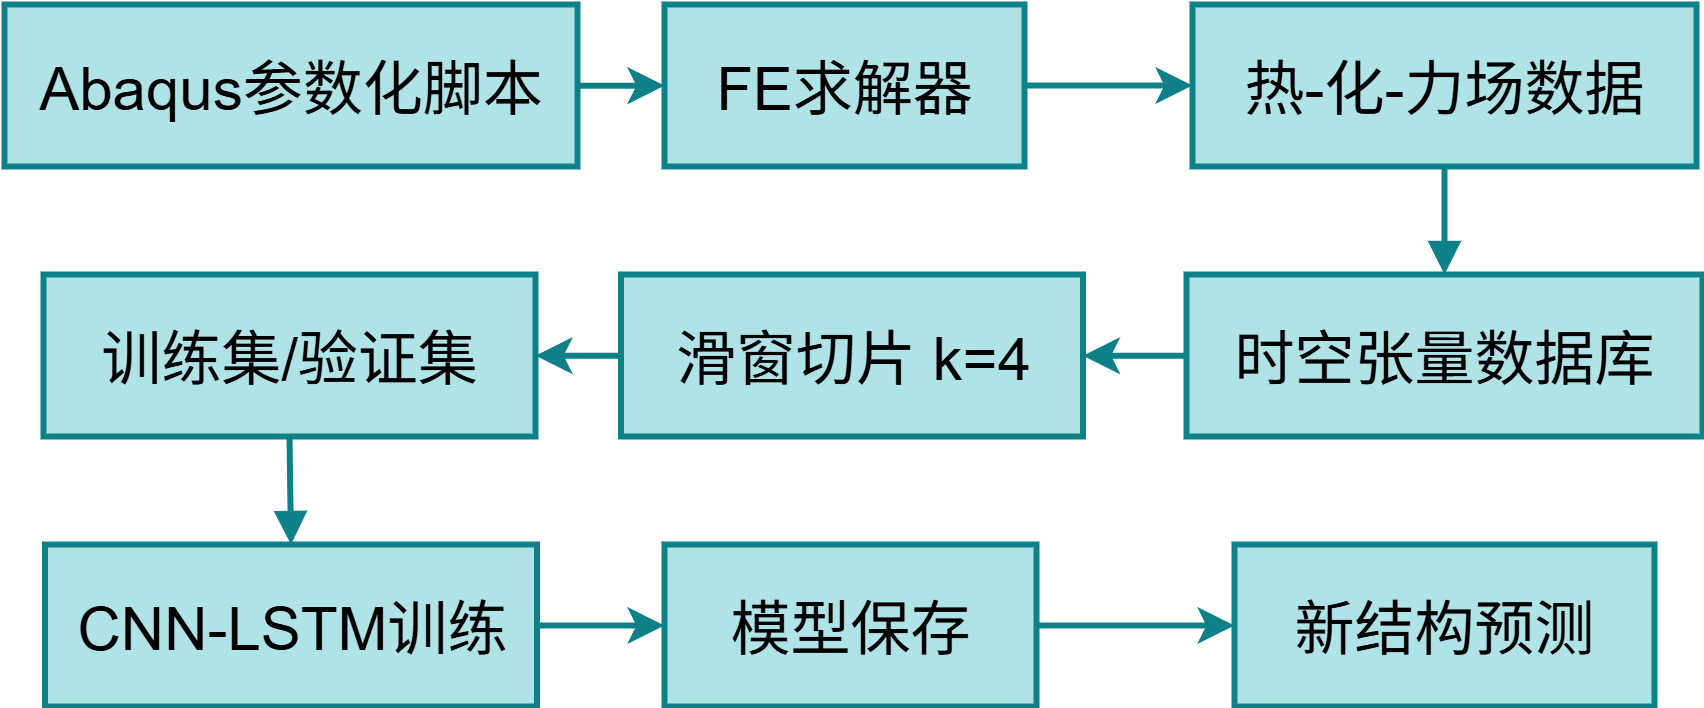 Abaqus参数化脚本
FE求解器
热-化-力场数据
时空张量数据库
滑窗切片 k=4
训练集/验证集
CNN-LSTM训练
模型保存
新结构预测